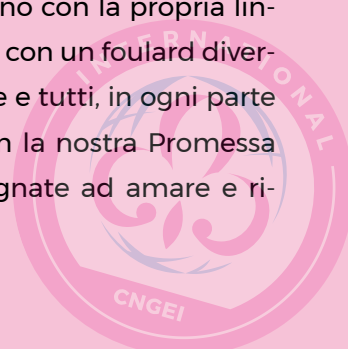 no con la propria lin-
con un foulard diver-
e e tutti, in ogni parte
n la nostra Promessa
gnate ad amare e ri-
INTERNATIONAL
CNGEI